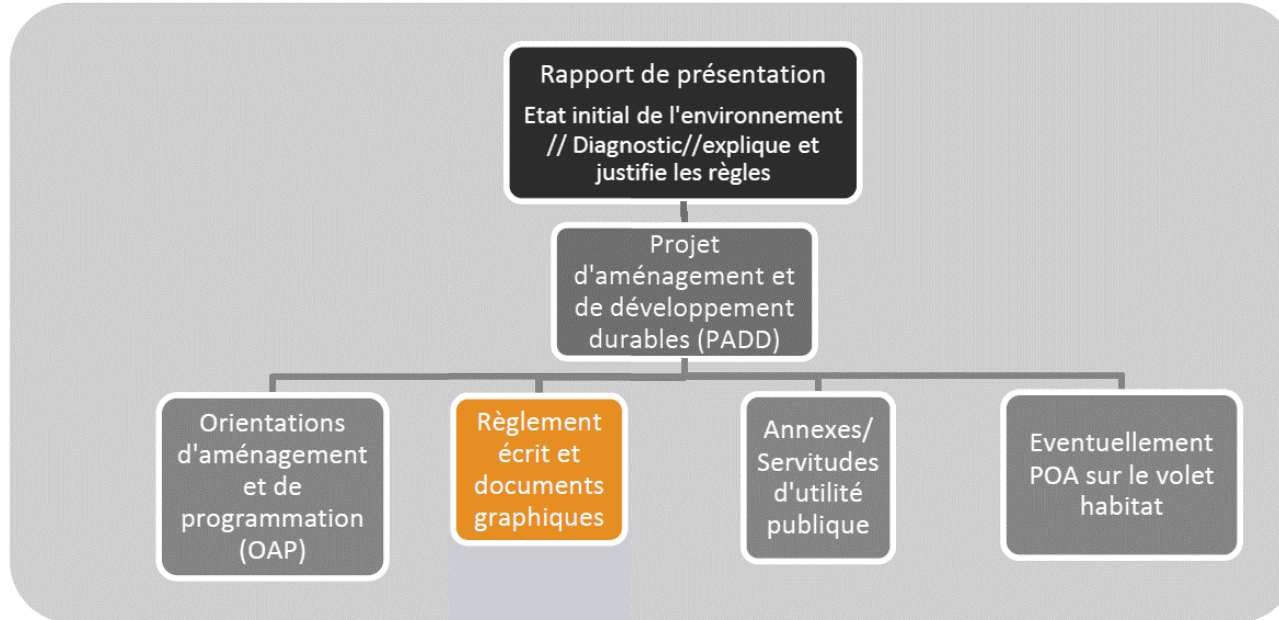 Rapport de présentation
Etat initial de l'environnement
// Diagnostic//explique et
justifie les règles
Projet
d'aménagement et
de développement
durables (PADD)
Orientations
d'aménagement
et de
programmation
(OAP)
Règlement
écrit et
documents
graphiques
Annexes/
Servitudes
d'utilité
publique
Eventuellement
POA sur le volet
habitat